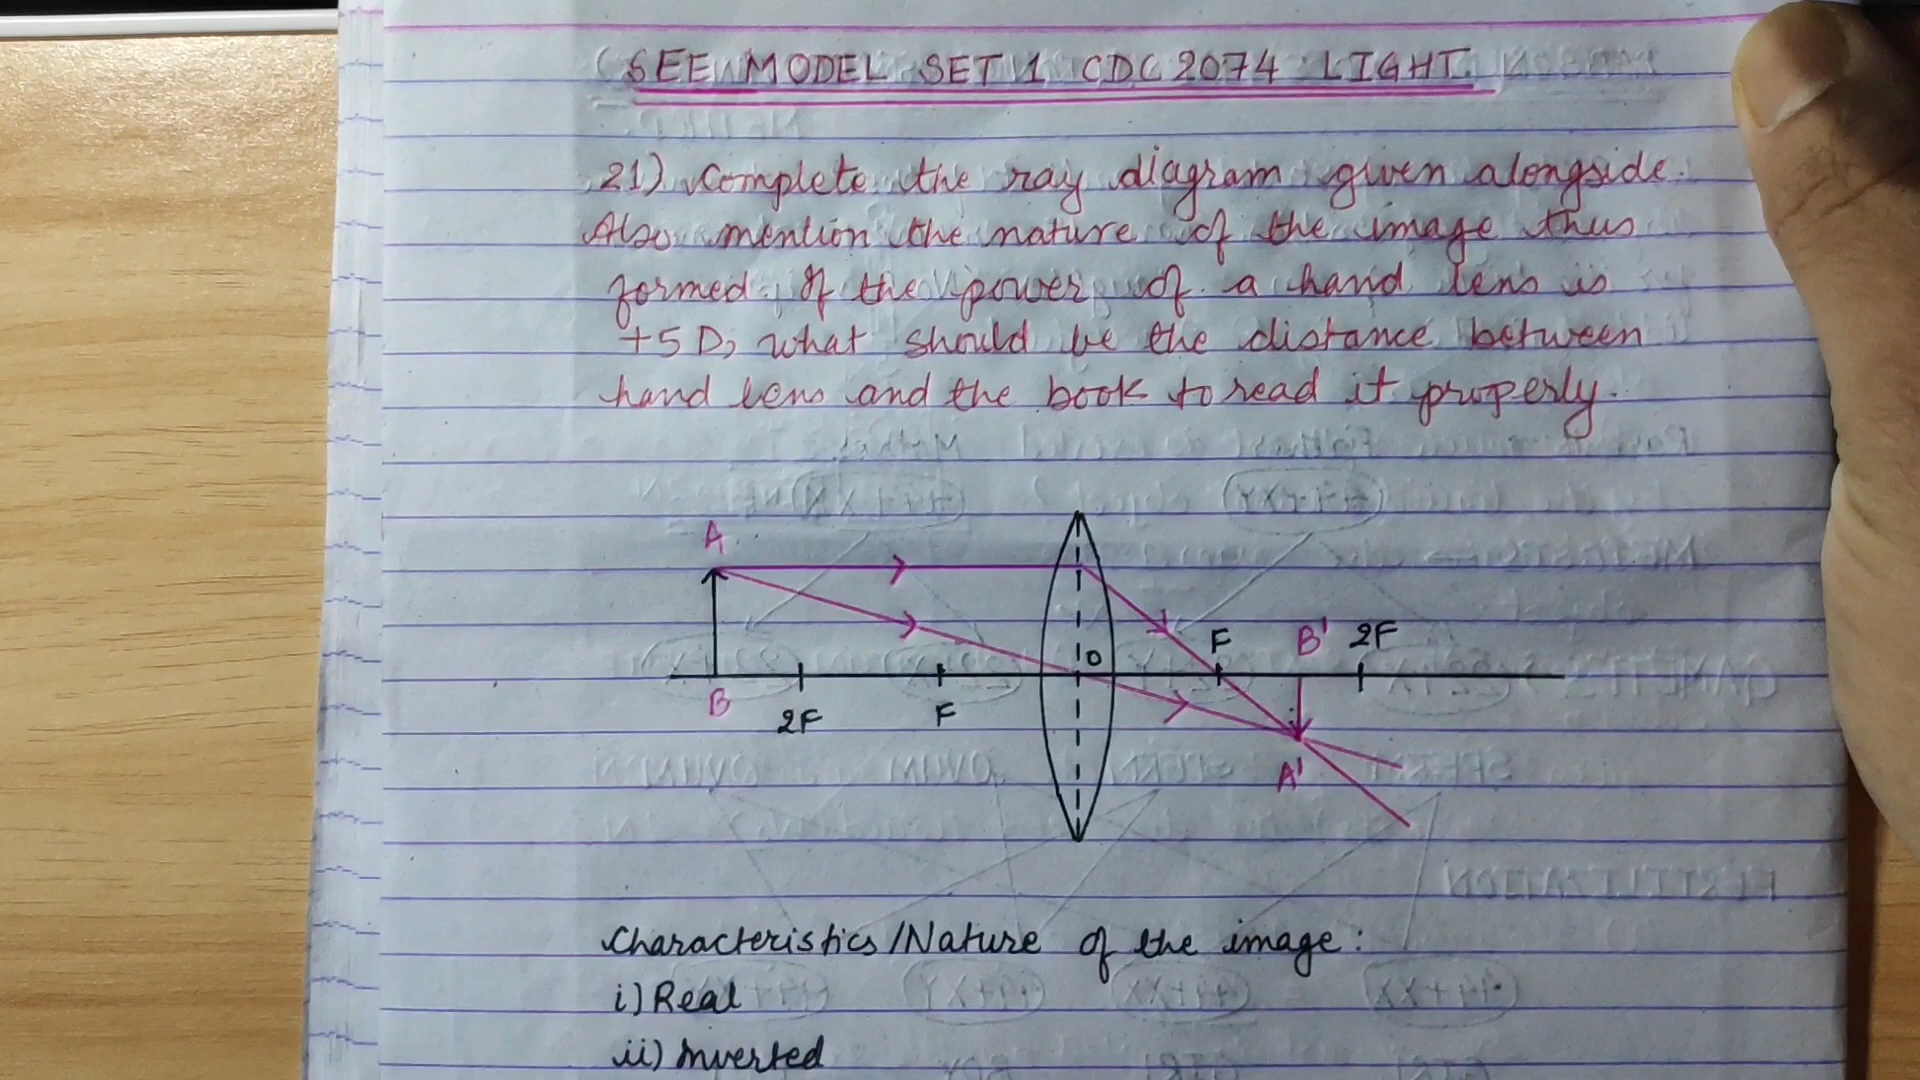 SEE MODEL SET 1 CDC 2074 LIGHT
21) Complete the ray diagram given alongside.
Also mention the nature of the image thus
formed. If the power of a hand lens is
+5 D, what should be the distance between
hand lens and the book to read it properly.
A
O
F
B'
2F
B
2F
F
A'
Characteristics/Nature of the image:
i) Real
ii) Inverted